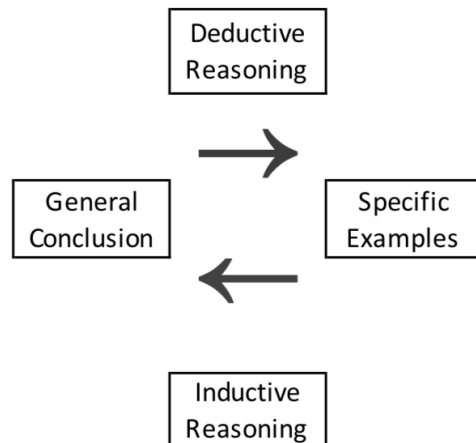 Deductive
Reasoning
General
Conclusion
Specific
Examples
Inductive
Reasoning